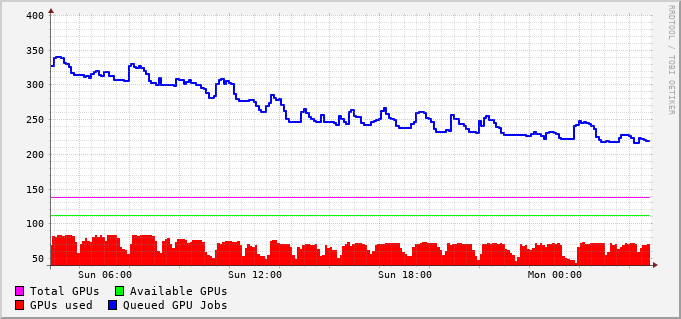 400
350
300
250
200
150
100
50
Sun 06:00 Sun 12:00 Sun 18:00 Mon 00:00
Total GPUs Available GPUs
GPUs used Queued GPU Jobs
RRDTOOL / TOBI OETIKER